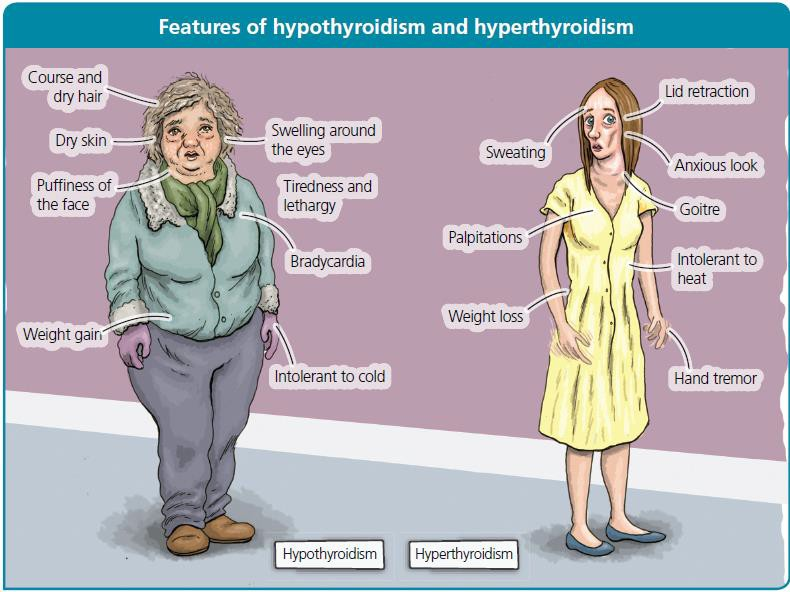 Features of hypothyroidism and hyperthyroidism
Course and
dry hair
Dry skin
Puffiness of
the face
Swelling around
the eyes
Tiredness and
lethargy
Bradycardia
Weight gain
Intolerant to cold
Lid retraction
Sweating
Anxious look
Goitre
Palpitations
Intolerant to
heat
Weight loss
Hand tremor
Hypothyroidism
Hyperthyroidism